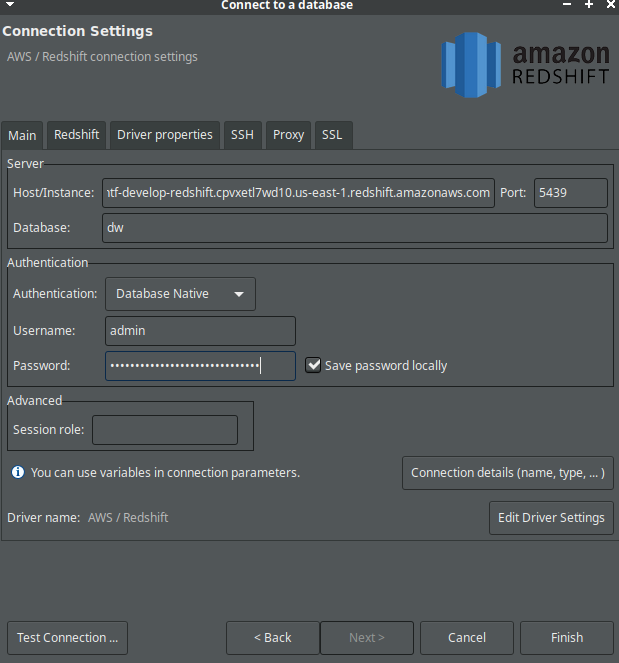 Connect to a database
Connection Settings
AWS / Redshift connection settings
amazon
REDSHIFT
Main Redshift Driver properties SSH Proxy SSL
Server
Host/Instance: ntf-develop-redshift.cpvxetl7wd10.us-east-1.redshift.amazonaws.com Port: 5439
Database: dw
Authentication
Authentication: Database Native
Username: admin
Password: •••••••••••••••••••••••••••••• Save password locally
Advanced
Session role:
You can use variables in connection parameters. Connection details (name, type, ... )
Driver name: AWS / Redshift Edit Driver Settings
Test Connection ... < Back Next > Cancel Finish